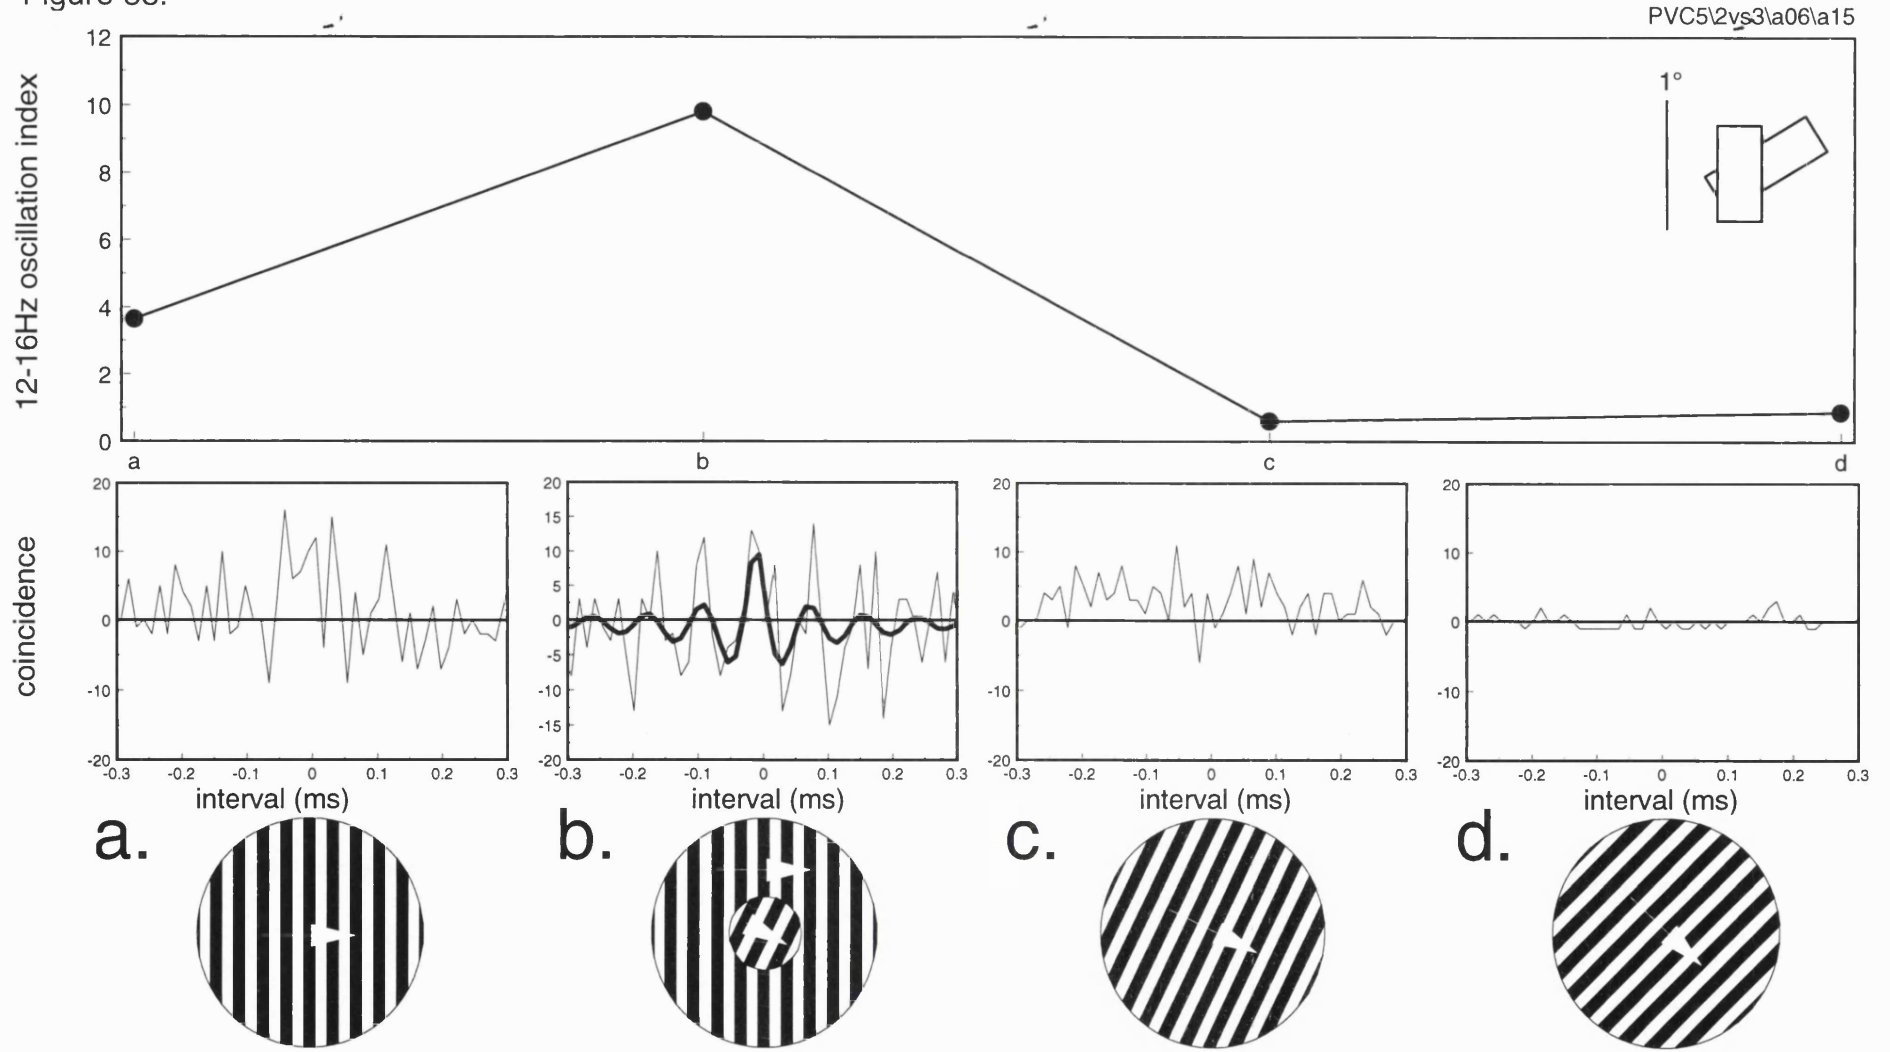 PVC5\2vs3\a06\a15
12-16Hz oscillation index
12
10
8
6
4
2
0
1°
a b c d
coincidence
20
10
0
-10
-20
-0.3 -0.2 -0.1 0 0.1 0.2 0.3
interval (ms)
20
15
10
5
0
-5
-10
-15
-20
-0.3 -0.2 -0.1 0 0.1 0.2 0.3
interval (ms)
20
10
0
-10
-20
-0.3 -0.2 -0.1 0 0.1 0.2 0.3
interval (ms)
20
10
0
-10
-20
-0.3 -0.2 -0.1 0 0.1 0.2 0.3
interval (ms)
a. b. c. d.